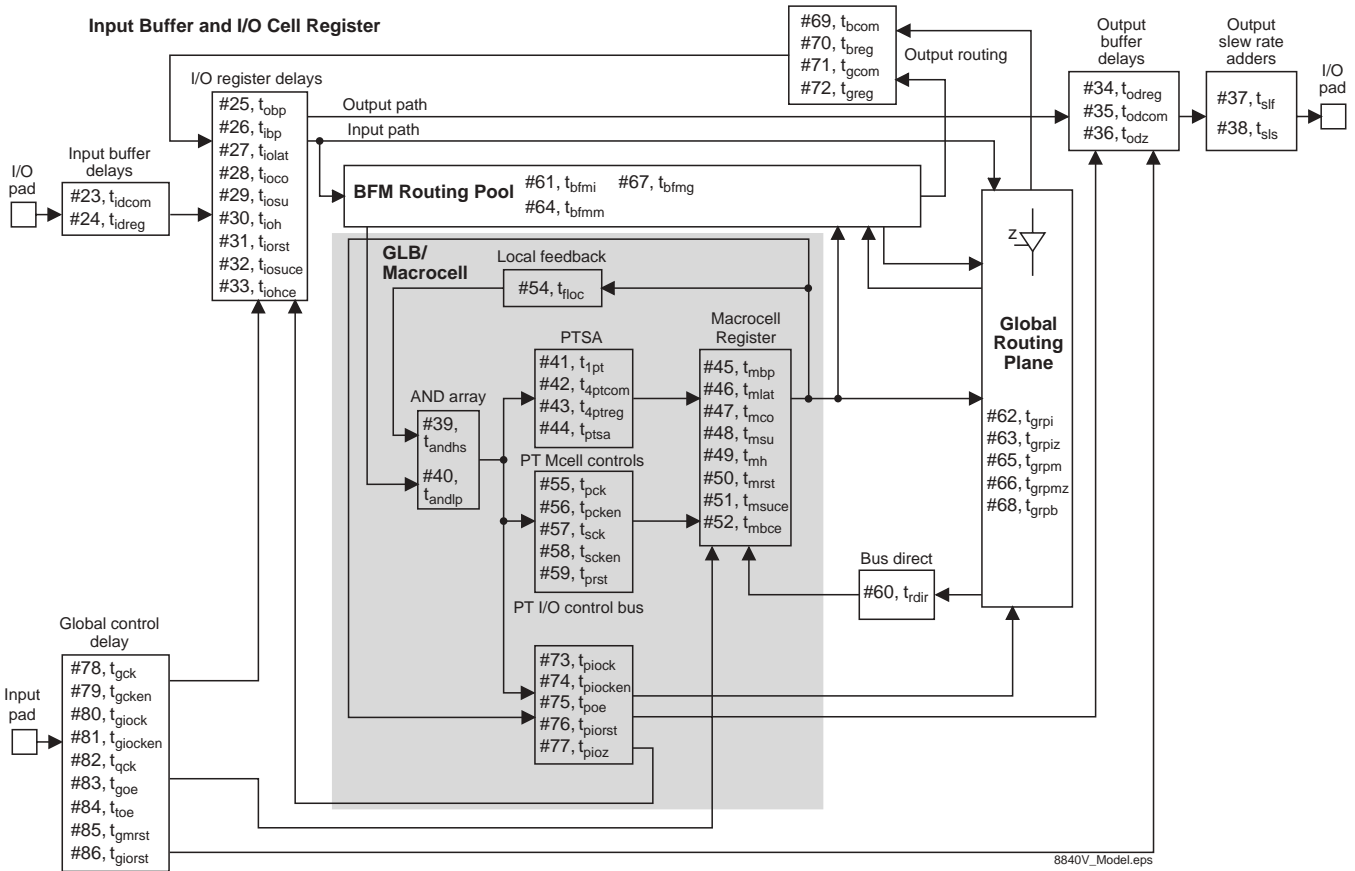 Input Buffer and I/O Cell Register
I/O register delays
#25, tobp
#26, tibp
#27, tiolat
#28, tioco
#29, tiosu
#30, tioh
#31, tiorst
#32, tiosuce
#33, tiohce
I/O
pad
Input buffer
delays
#23, tidcom
#24, tidreg
Output path
Input path
#69, tbcom
#70, tbreg
#71, tgcom
#72, tgreg
Output routing
Output
buffer
delays
#34, todreg
#35, todcom
#36, todz
Output
slew rate
adders
#37, tslf
#38, tsls
I/O
pad
BFM Routing Pool
#61, tbfmi
#67, tbfmg
#64, tbfmm
GLB/
Macrocell
Local feedback
#54, tfloc
PTSA
#41, t1pt
#42, t4ptcom
#43, t4ptreg
#44, tptsa
AND array
#39,
tandhs
#40,
tandlp
PT Mcell controls
#55, tpck
#56, tpcken
#57, tsck
#58, tscken
#59, tprst
PT I/O control bus
#73, tpiock
#74, tpiocken
#75, tpoe
#76, tpiorst
#77, tpioz
Macrocell
Register
#45, tmbp
#46, tmlat
#47, tmco
#48, tmsu
#49, tmh
#50, tmrst
#51, tmsuce
#52, tmbce
Bus direct
#60, trdir
z
Global
Routing
Plane
#62, tgrpi
#63, tgrpiz
#65, tgrpm
#66, tgrpmz
#68, tgrpb
Input
pad
Global control
delay
#78, tgck
#79, tgcken
#80, tgiock
#81, tgiocken
#82, tqck
#83, tgoe
#84, ttoe
#85, tgmrst
#86, tgiorst
8840V_Model.eps